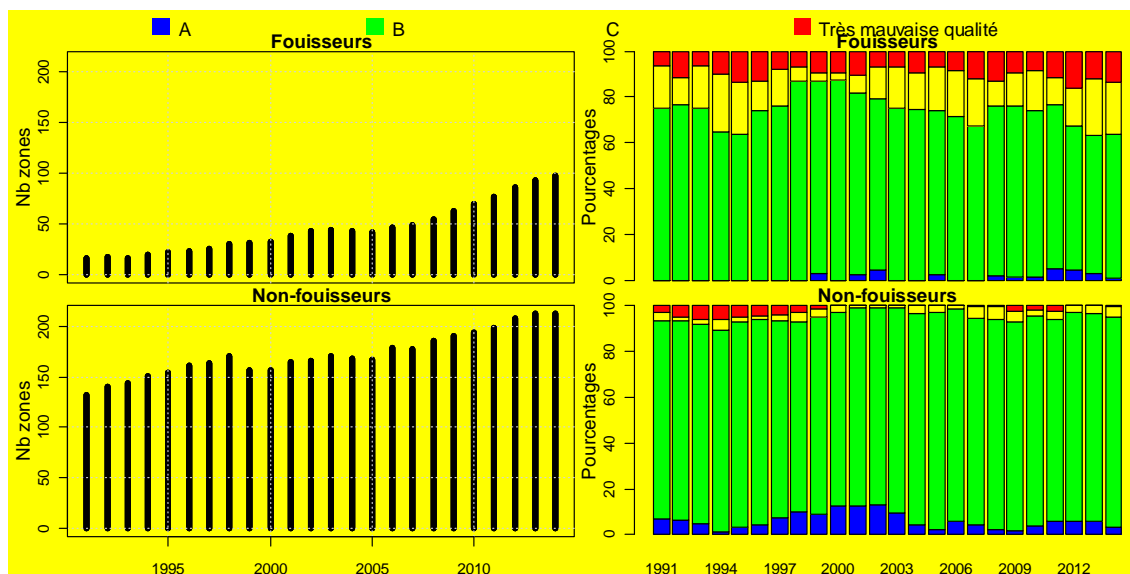 A B C Très mauvaise qualité
Fouisseurs
Nb zones
200
150
100
50
0
Fouisseurs
Pourcentages
100
80
60
40
20
0
Non-fouisseurs
Nb zones
200
150
100
50
0
1995 2000 2005 2010
Non-fouisseurs
Pourcentages
100
80
60
40
20
0
1991 1994 1997 2000 2003 2006 2009 2012